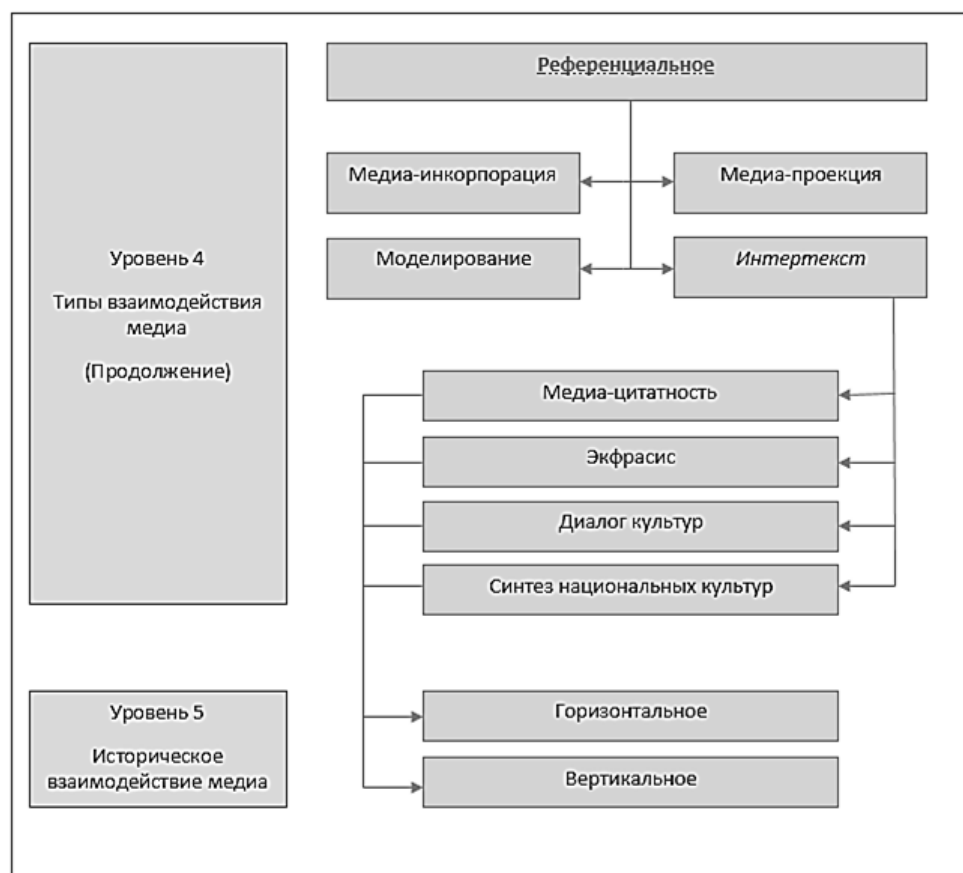 Уровень 4
Типы взаимодействия
медиа
(Продолжение)
Референциальное
Медиа-инкорпорация
Медиа-проекция
Моделирование
Интертекст
Медиа-цитатность
Экфрасис
Диалог культур
Синтез национальных культур
Уровень 5
Историческое
взаимодействие медиа
Горизонтальное
Вертикальное